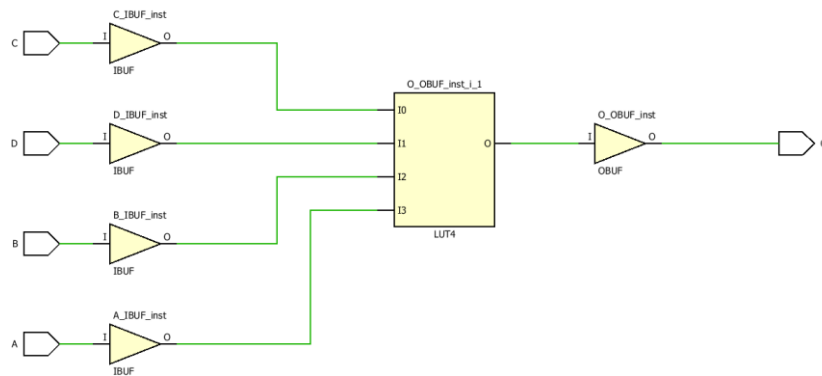 C_IBUF_inst
C I O
IBUF
D_IBUF_inst
D I O
IBUF
B_IBUF_inst
B I O
IBUF
A_IBUF_inst
A I O
IBUF
O_OBUF_inst_i_1
I0
I1 O
I2
I3
LUT4
O_OBUF_inst
I O
OBUF